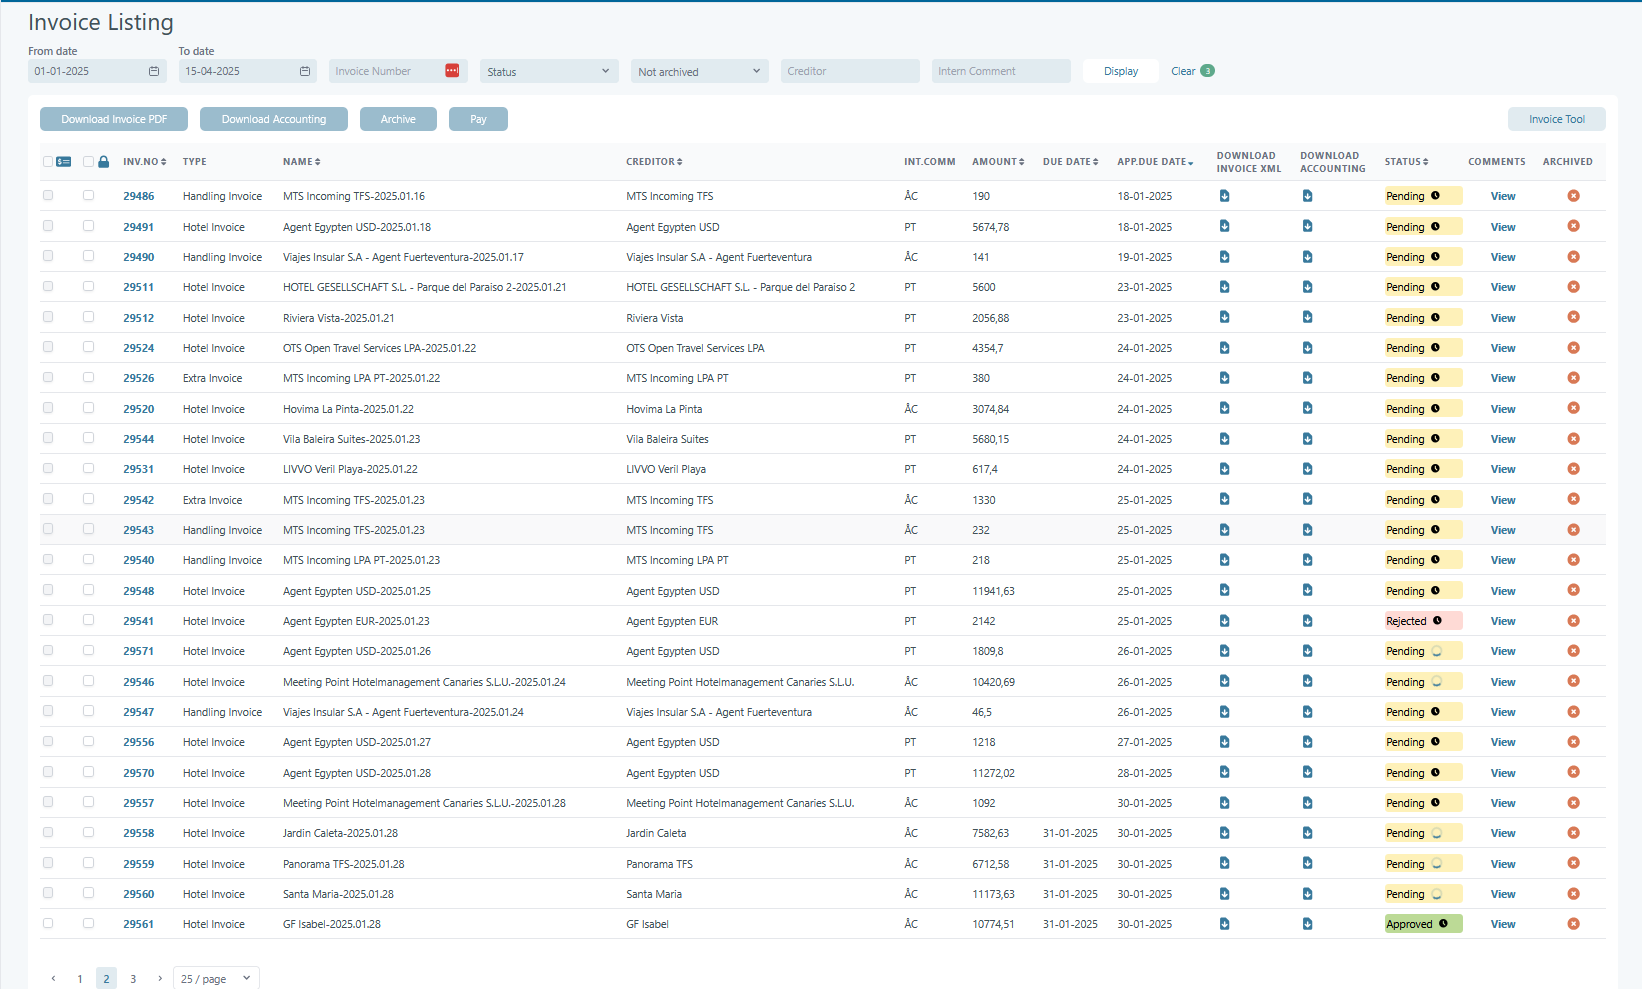 Invoice Listing
From date To date
01-01-2025 15-04-2025 Invoice Number Status Not archived Creditor Intern Comment Display Clear 3
Download Invoice PDF Download Accounting Archive Pay Invoice Tool
INV.NO TYPE NAME CREDITOR INT.COMM AMOUNT DUE DATE APP.DUE DATE DOWNLOAD INVOICE XML DOWNLOAD ACCOUNTING STATUS COMMENTS ARCHIVED
29486 Handling Invoice MTS Incoming TFS-2025.01.16 MTS Incoming TFS ÅC 190 18-01-2025 Pending View
29491 Hotel Invoice Agent Egypten USD-2025.01.18 Agent Egypten USD PT 5674,78 18-01-2025 Pending View
29490 Handling Invoice Viajes Insular S.A - Agent Fuerteventura-2025.01.17 Viajes Insular S.A - Agent Fuerteventura ÅC 141 19-01-2025 Pending View
29511 Hotel Invoice HOTEL GESELLSCHAFT S.L. - Parque del Paraiso 2-2025.01.21 HOTEL GESELLSCHAFT S.L. - Parque del Paraiso 2 PT 5600 23-01-2025 Pending View
29512 Hotel Invoice Riviera Vista-2025.01.21 Riviera Vista PT 2056,88 23-01-2025 Pending View
29524 Hotel Invoice OTS Open Travel Services LPA-2025.01.22 OTS Open Travel Services LPA PT 4354,7 24-01-2025 Pending View
29526 Extra Invoice MTS Incoming LPA PT-2025.01.22 MTS Incoming LPA PT PT 380 24-01-2025 Pending View
29520 Hotel Invoice Hovima La Pinta-2025.01.22 Hovima La Pinta ÅC 3074,84 24-01-2025 Pending View
29544 Hotel Invoice Vila Baleira Suites-2025.01.23 Vila Baleira Suites PT 5680,15 24-01-2025 Pending View
29531 Hotel Invoice LIVVO Veril Playa-2025.01.22 LIVVO Veril Playa PT 617,4 24-01-2025 Pending View
29542 Extra Invoice MTS Incoming TFS-2025.01.23 MTS Incoming TFS ÅC 1330 25-01-2025 Pending View
29543 Handling Invoice MTS Incoming TFS-2025.01.23 MTS Incoming TFS ÅC 232 25-01-2025 Pending View
29540 Handling Invoice MTS Incoming LPA PT-2025.01.23 MTS Incoming LPA PT PT 218 25-01-2025 Pending View
29548 Hotel Invoice Agent Egypten USD-2025.01.25 Agent Egypten USD PT 11941,63 25-01-2025 Pending View
29541 Hotel Invoice Agent Egypten EUR-2025.01.23 Agent Egypten EUR PT 2142 25-01-2025 Rejected View
29571 Hotel Invoice Agent Egypten USD-2025.01.26 Agent Egypten USD PT 1809,8 26-01-2025 Pending View
29546 Hotel Invoice Meeting Point Hotelmanagement Canaries S.L.U.-2025.01.24 Meeting Point Hotelmanagement Canaries S.L.U. ÅC 10420,69 26-01-2025 Pending View
29547 Handling Invoice Viajes Insular S.A - Agent Fuerteventura-2025.01.24 Viajes Insular S.A - Agent Fuerteventura ÅC 46,5 26-01-2025 Pending View
29556 Hotel Invoice Agent Egypten USD-2025.01.27 Agent Egypten USD PT 1218 27-01-2025 Pending View
29570 Hotel Invoice Agent Egypten USD-2025.01.28 Agent Egypten USD PT 11272,02 28-01-2025 Pending View
29557 Hotel Invoice Meeting Point Hotelmanagement Canaries S.L.U.-2025.01.28 Meeting Point Hotelmanagement Canaries S.L.U. ÅC 1092 30-01-2025 Pending View
29558 Hotel Invoice Jardin Caleta-2025.01.28 Jardin Caleta ÅC 7582,63 31-01-2025 30-01-2025 Pending View
29559 Hotel Invoice Panorama TFS-2025.01.28 Panorama TFS ÅC 6712,58 31-01-2025 30-01-2025 Pending View
29560 Hotel Invoice Santa Maria-2025.01.28 Santa Maria ÅC 11173,63 31-01-2025 30-01-2025 Pending View
29561 Hotel Invoice GF Isabel-2025.01.28 GF Isabel ÅC 10774,51 31-01-2025 30-01-2025 Approved View
1 2 3 25 / page